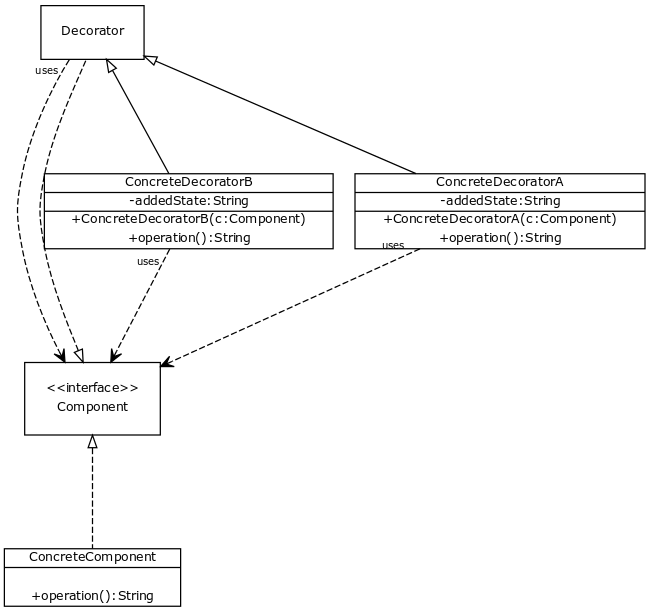 Decorator
uses
ConcreteDecoratorB
-addedState:String
+ConcreteDecoratorB(c:Component)
+operation():String
ConcreteDecoratorA
-addedState:String
+ConcreteDecoratorA(c:Component)
+operation():String
uses
uses
<<interface>>
Component
ConcreteComponent
+operation():String